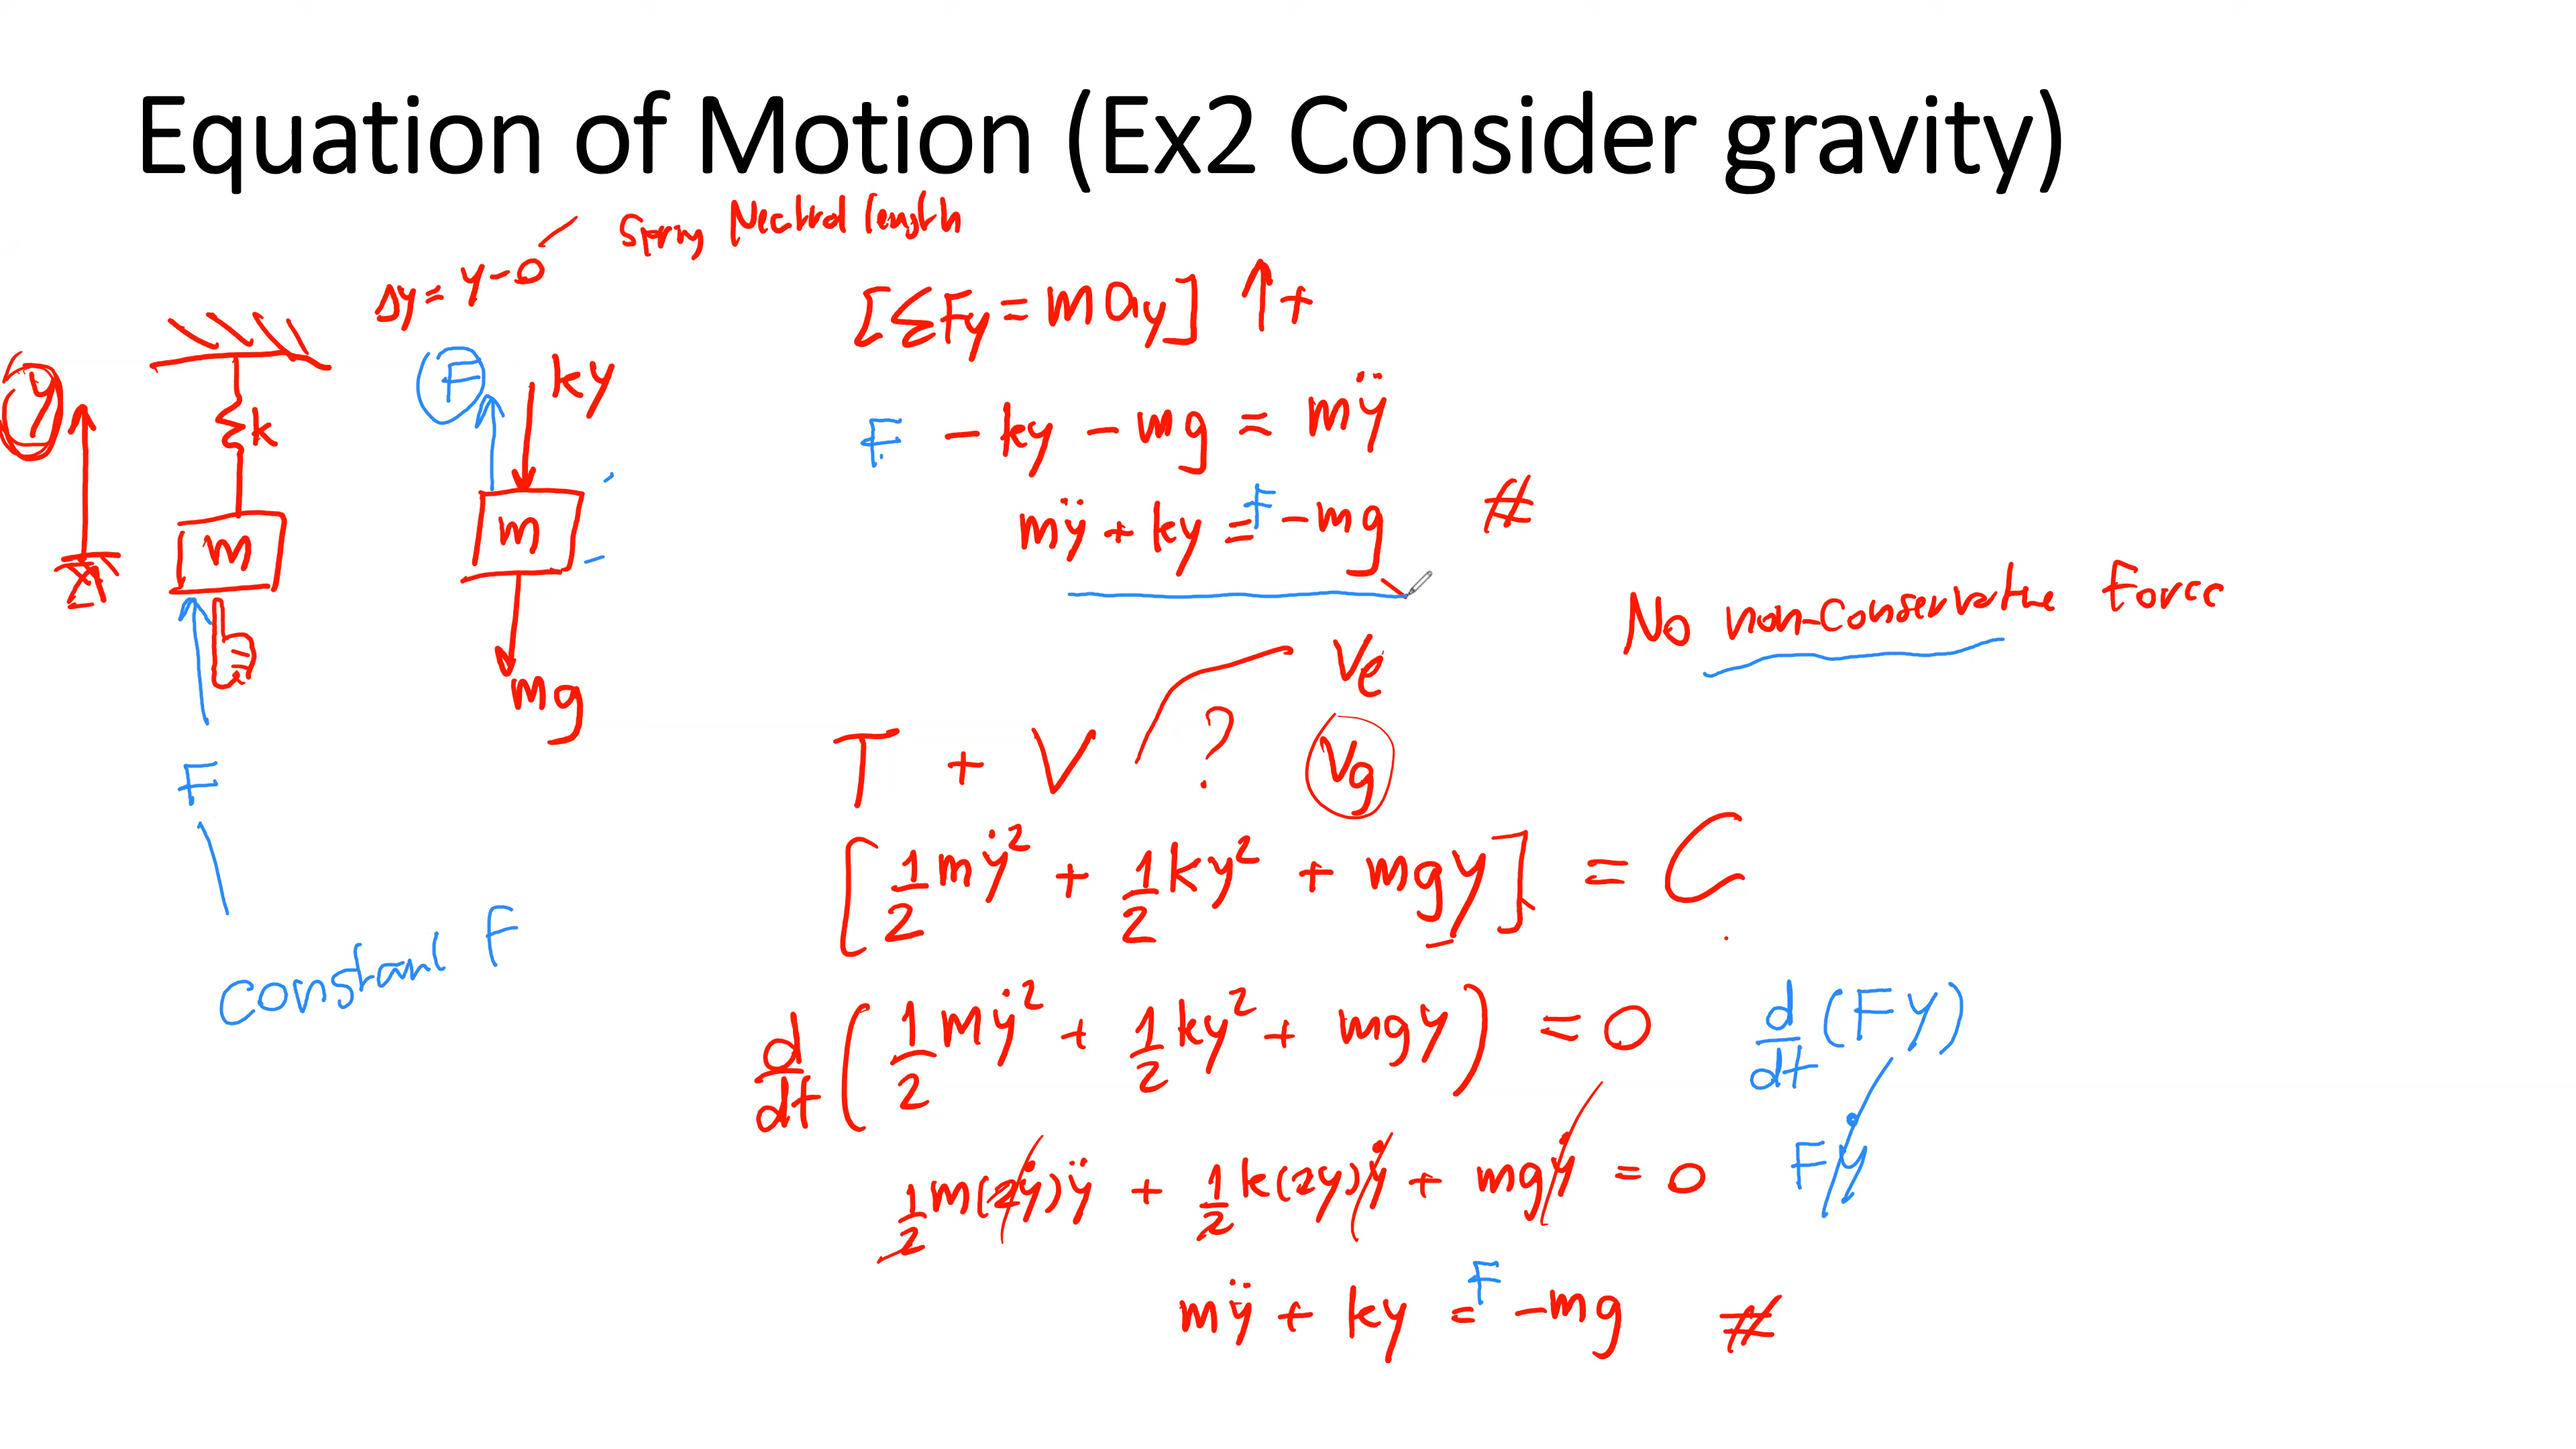 Equation of Motion (Ex2 Consider gravity)
Δy = y - 0
Spring Nectral length
[ΣFy = may] ↑+
y
k
m
F
ky
m
mg
F
Constant F
F - ky - mg = mÿ
mÿ + ky = F - mg #
No non-conservative force
T + V ? Ve
Vg
[½mẏ² + ½ky² + mgy] = C
d/dt (½mẏ² + ½ky² + mgy) = 0
d/dt (Fy)
½m(2ẏ)ÿ + ½k(2y)ẏ + mgẏ = 0
Fẏ
mÿ + ky = F - mg #